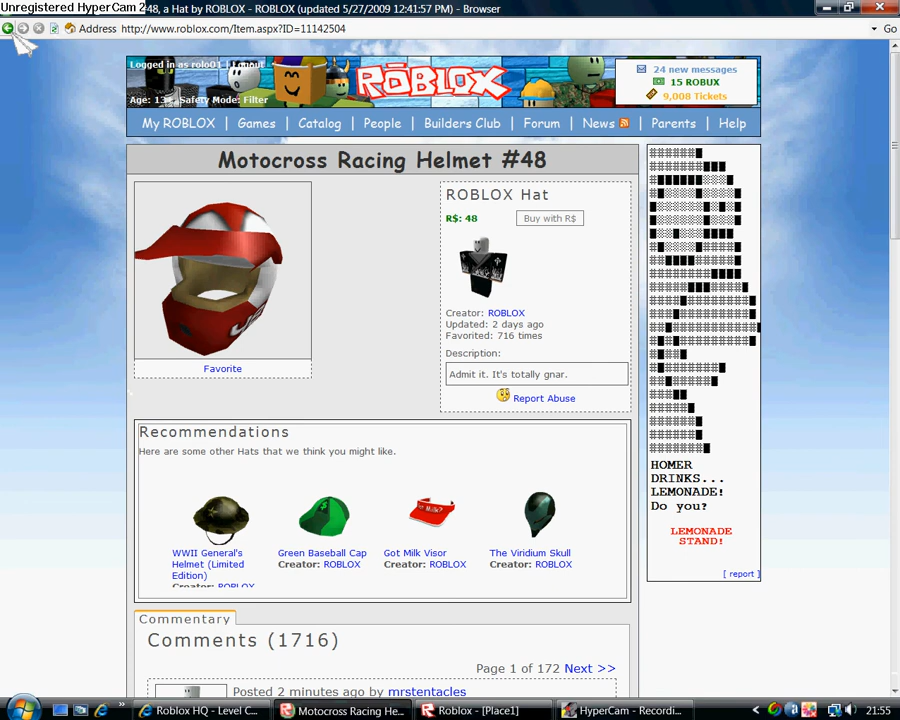 Unregistered HyperCam 2
48, a Hat by ROBLOX - ROBLOX (updated 5/27/2009 12:41:57 PM) - Browser
Address http://www.roblox.com/Item.aspx?ID=11142504
Go
Logged in as rolo01 | Logout
ROBLOX
24 new messages
15 ROBUX
9,008 Tickets
Age: 13+, Safety Mode: Filter
My ROBLOX | Games | Catalog | People | Builders Club | Forum | News | Parents | Help
Motocross Racing Helmet #48
ROBLOX Hat
R$: 48
Buy with R$
Creator: ROBLOX
Updated: 2 days ago
Favorited: 716 times
Description:
Admit it. It's totally gnar.
Report Abuse
Favorite
Recommendations
Here are some other Hats that we think you might like.
WWII General's Helmet (Limited Edition)
Creator: ROBLOX
Green Baseball Cap
Creator: ROBLOX
Got Milk Visor
Creator: ROBLOX
The Viridium Skull
Creator: ROBLOX
HOMER
DRINKS...
LEMONADE!
Do you?
LEMONADE
STAND!
[ report ]
Commentary
Comments (1716)
Page 1 of 172 Next >>
Posted 2 minutes ago by mrstentacles
Roblox HQ - Level C...
Motocross Racing He...
Roblox - [Place1]
HyperCam - Recordi...
21:55